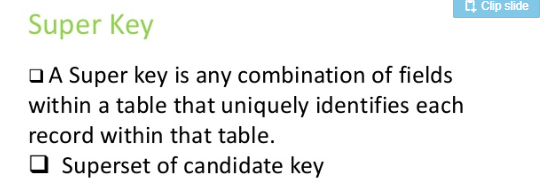 Clip slide
Super Key
❑ A Super key is any combination of fields
within a table that uniquely identifies each
record within that table.
❑ Superset of candidate key